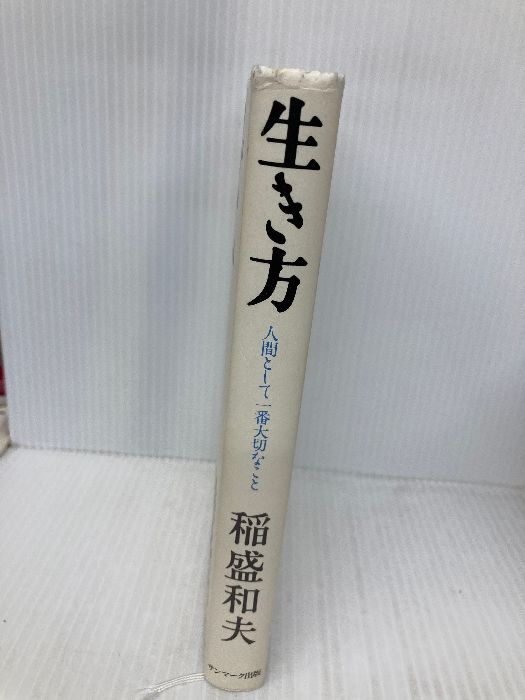 生き方
人間として一番大切なこと
稲盛和夫
サンマーク出版